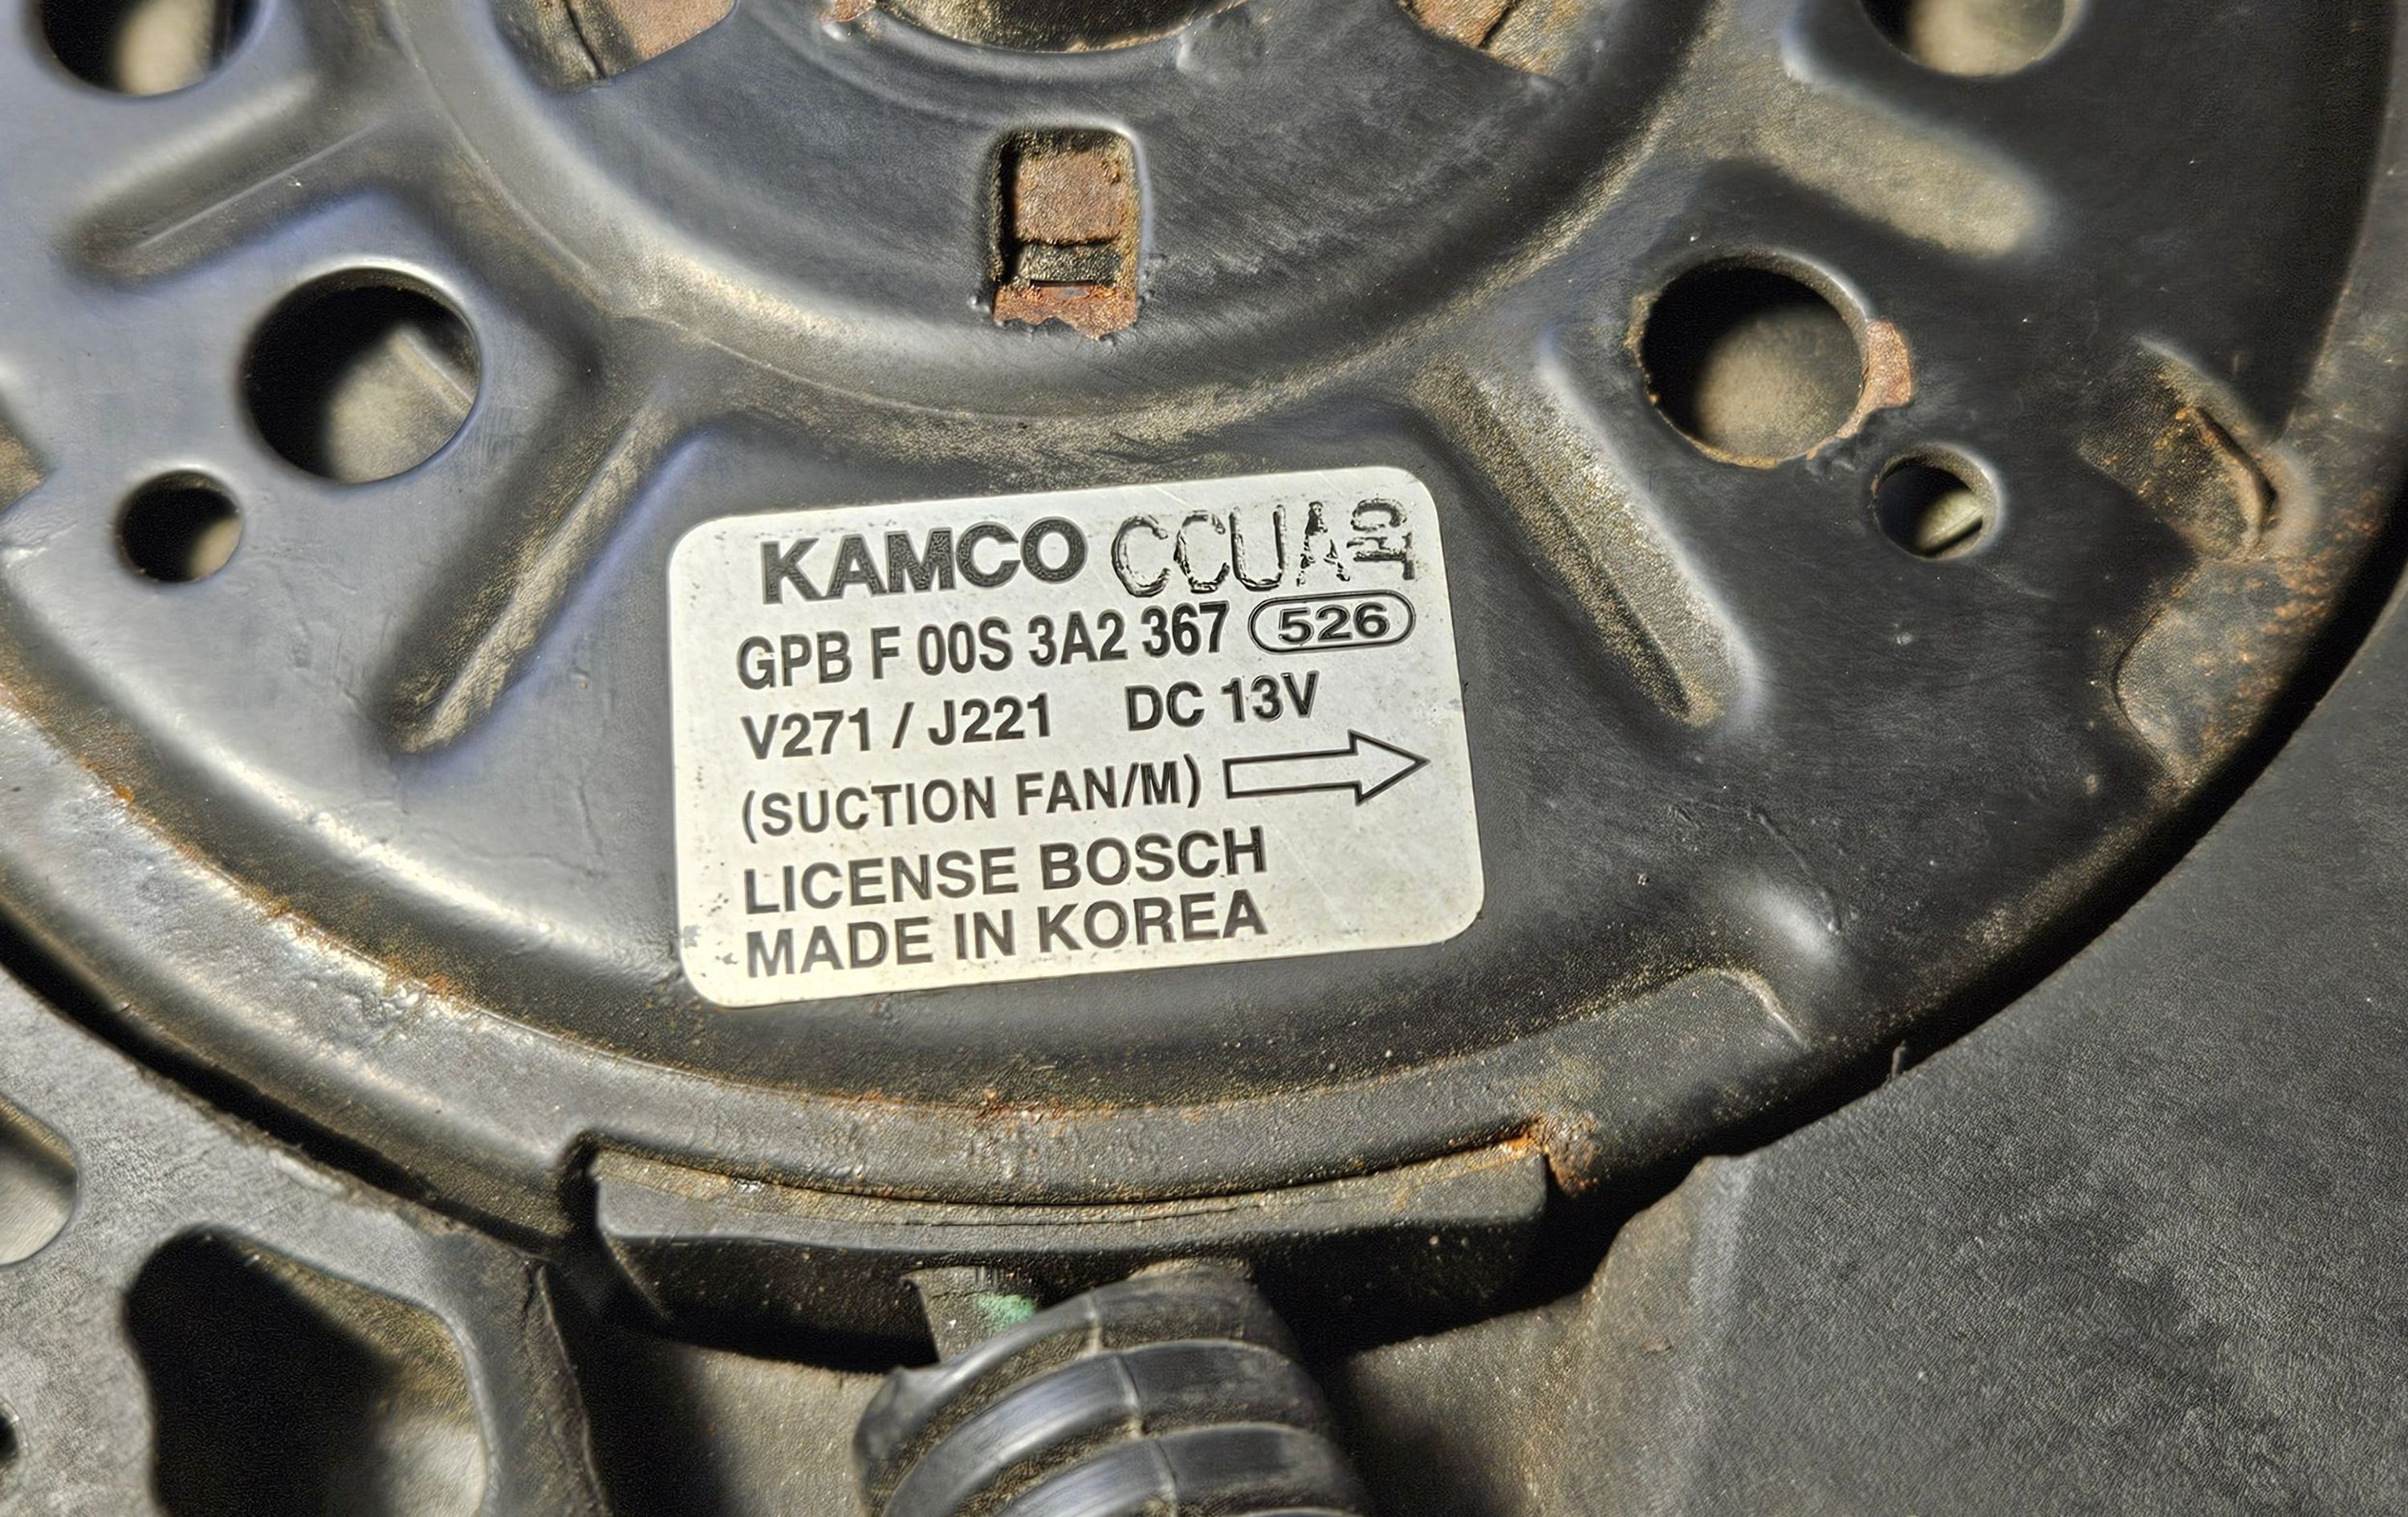 KAMCO CCUA
GPB F 00S 3A2 367 526
V271 / J221 DC 13V
(SUCTION FAN/M)
LICENSE BOSCH
MADE IN KOREA